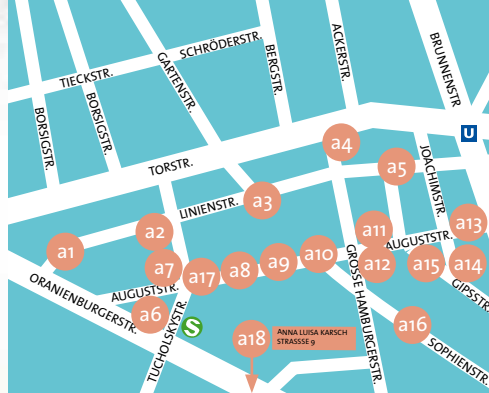 ACKERSTR.
BRUNNENSTR
SCHRÖDERSTR.
BERGSTR.
GARTENSTR.
TIECKSTR.
BORSIGSTR.
BORSIGSTR.
U
a4
JOACHIMSTR.
TORSTR.
a5
LINIENSTR.
a3
a1
a2
a11
a13
AUGUSTSTR.
a7
a17
a8
a9
a10
a12
a15
a14
ORANIENBURGERSTR.
AUGUSTSTR.
a6
S
TUCHOLSKYSTR.
GIPSSTR.
GROSSE HAMBURGERSTR.
a16
SOPHIENSTR.
a18
ANNA LUISA KARSCH
STRASSSE 9